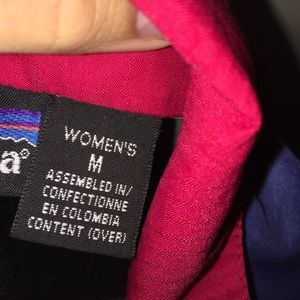 a®
WOMEN'S
M
ASSEMBLED IN/
CONFECTIONNE
EN COLOMBIA
CONTENT (OVER)